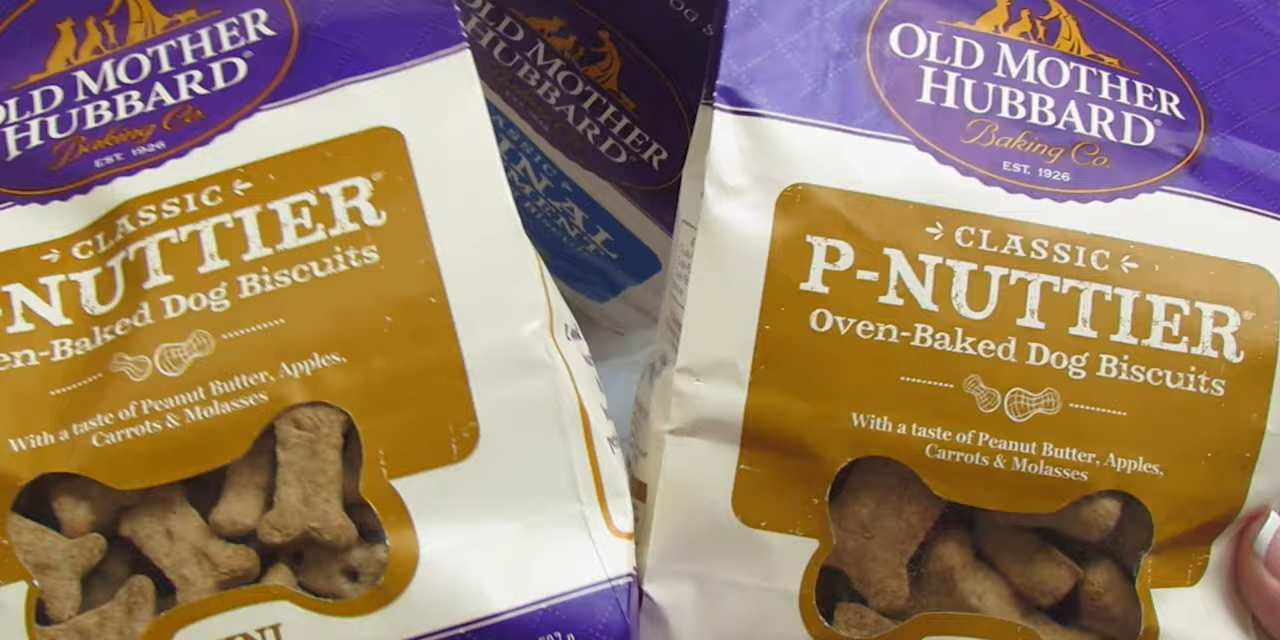 OLD MOTHER
HUBBARD®
Baking Co.
EST. 1926
CLASSIC
-NUTTIER®
en-Baked Dog Biscuits
With a taste of Peanut Butter, Apples,
Carrots & Molasses
INI
OLD MOTHER
HUBBARD®
OLD MOTHER
HUBBARD®
Baking Co.
EST. 1926
CLASSIC
P-NUTTIER®
Oven-Baked Dog Biscuits
With a taste of Peanut Butter, Apples,
Carrots & Molasses